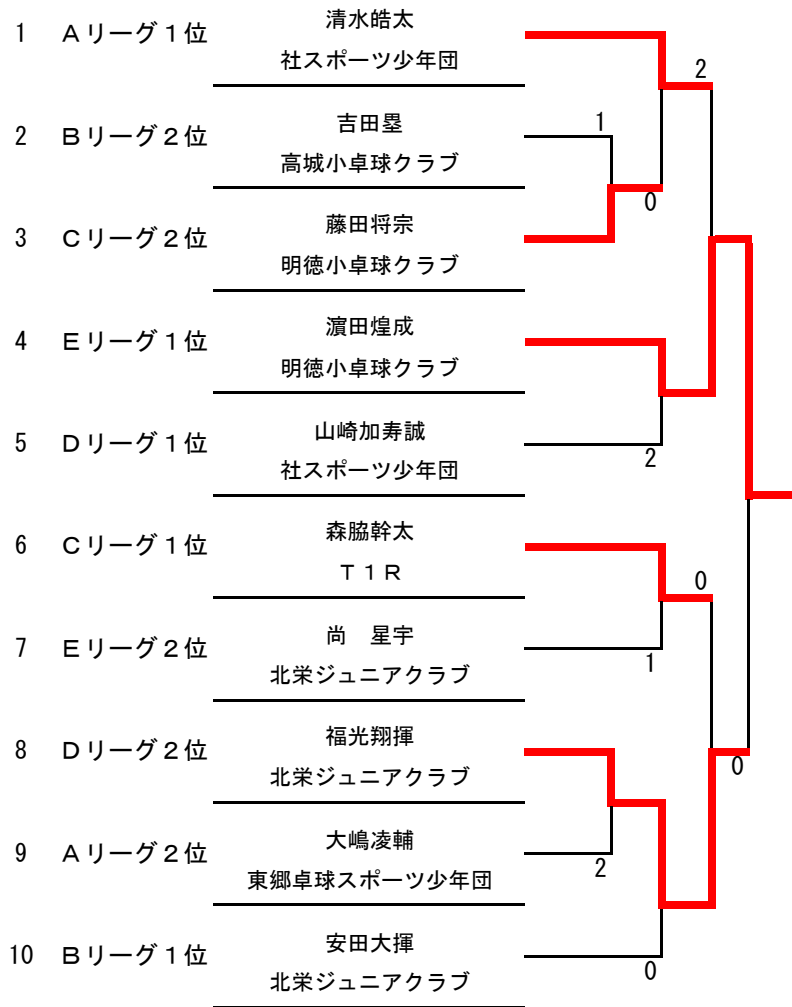 1 Aリーグ1位 清水皓太
社スポーツ少年団
2
2 Bリーグ2位 吉田塁
高城小卓球クラブ
1
0
3 Cリーグ2位 藤田将宗
明徳小卓球クラブ
4 Eリーグ1位 濵田煌成
明徳小卓球クラブ
5 Dリーグ1位 山崎加寿誠
社スポーツ少年団
2
6 Cリーグ1位 森脇幹太
T1R
0
7 Eリーグ2位 尚 星宇
北栄ジュニアクラブ
1
8 Dリーグ2位 福光翔揮
北栄ジュニアクラブ
0
9 Aリーグ2位 大嶋凌輔
東郷卓球スポーツ少年団
2
10 Bリーグ1位 安田大揮
北栄ジュニアクラブ
0